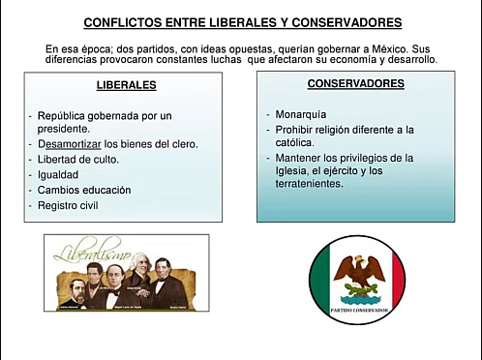 CONFLICTOS ENTRE LIBERALES Y CONSERVADORES
En esa época; dos partidos, con ideas opuestas, querían gobernar a México. Sus
diferencias provocaron constantes luchas que afectaron su economía y desarrollo.
LIBERALES
- República gobernada por un
presidente.
- Desamortizar los bienes del clero.
- Libertad de culto.
- Igualdad
- Cambios educación
- Registro civil
CONSERVADORES
- Monarquía
- Prohibir religión diferente a la
católica.
- Mantener los privilegios de la
Iglesia, el ejército y los
terratenientes.
Liberalismo
PARTIDO CONSERVADOR